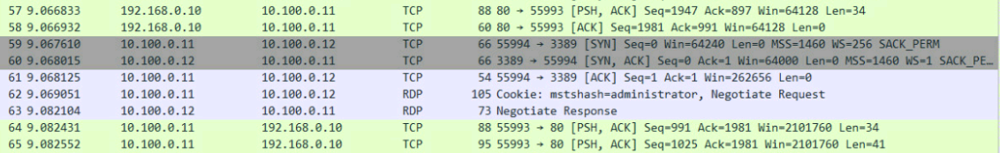 57 9.066833 192.168.0.10 10.100.0.11 TCP 88 80 → 55993 [PSH, ACK] Seq=1947 Ack=897 Win=64128 Len=34
58 9.066932 192.168.0.10 10.100.0.11 TCP 60 80 → 55993 [ACK] Seq=1981 Ack=991 Win=64128 Len=0
59 9.067610 10.100.0.11 10.100.0.12 TCP 66 55994 → 3389 [SYN] Seq=0 Win=64240 Len=0 MSS=1460 WS=256 SACK_PERM
60 9.068015 10.100.0.12 10.100.0.11 TCP 66 3389 → 55994 [SYN, ACK] Seq=0 Ack=1 Win=64000 Len=0 MSS=1460 WS=1 SACK_PE…
61 9.068125 10.100.0.11 10.100.0.12 TCP 54 55994 → 3389 [ACK] Seq=1 Ack=1 Win=262656 Len=0
62 9.069051 10.100.0.11 10.100.0.12 RDP 105 Cookie: mstshash=administrator, Negotiate Request
63 9.082104 10.100.0.12 10.100.0.11 RDP 73 Negotiate Response
64 9.082431 10.100.0.11 192.168.0.10 TCP 88 55993 → 80 [PSH, ACK] Seq=991 Ack=1981 Win=2101760 Len=34
65 9.082552 10.100.0.11 192.168.0.10 TCP 95 55993 → 80 [PSH, ACK] Seq=1025 Ack=1981 Win=2101760 Len=41